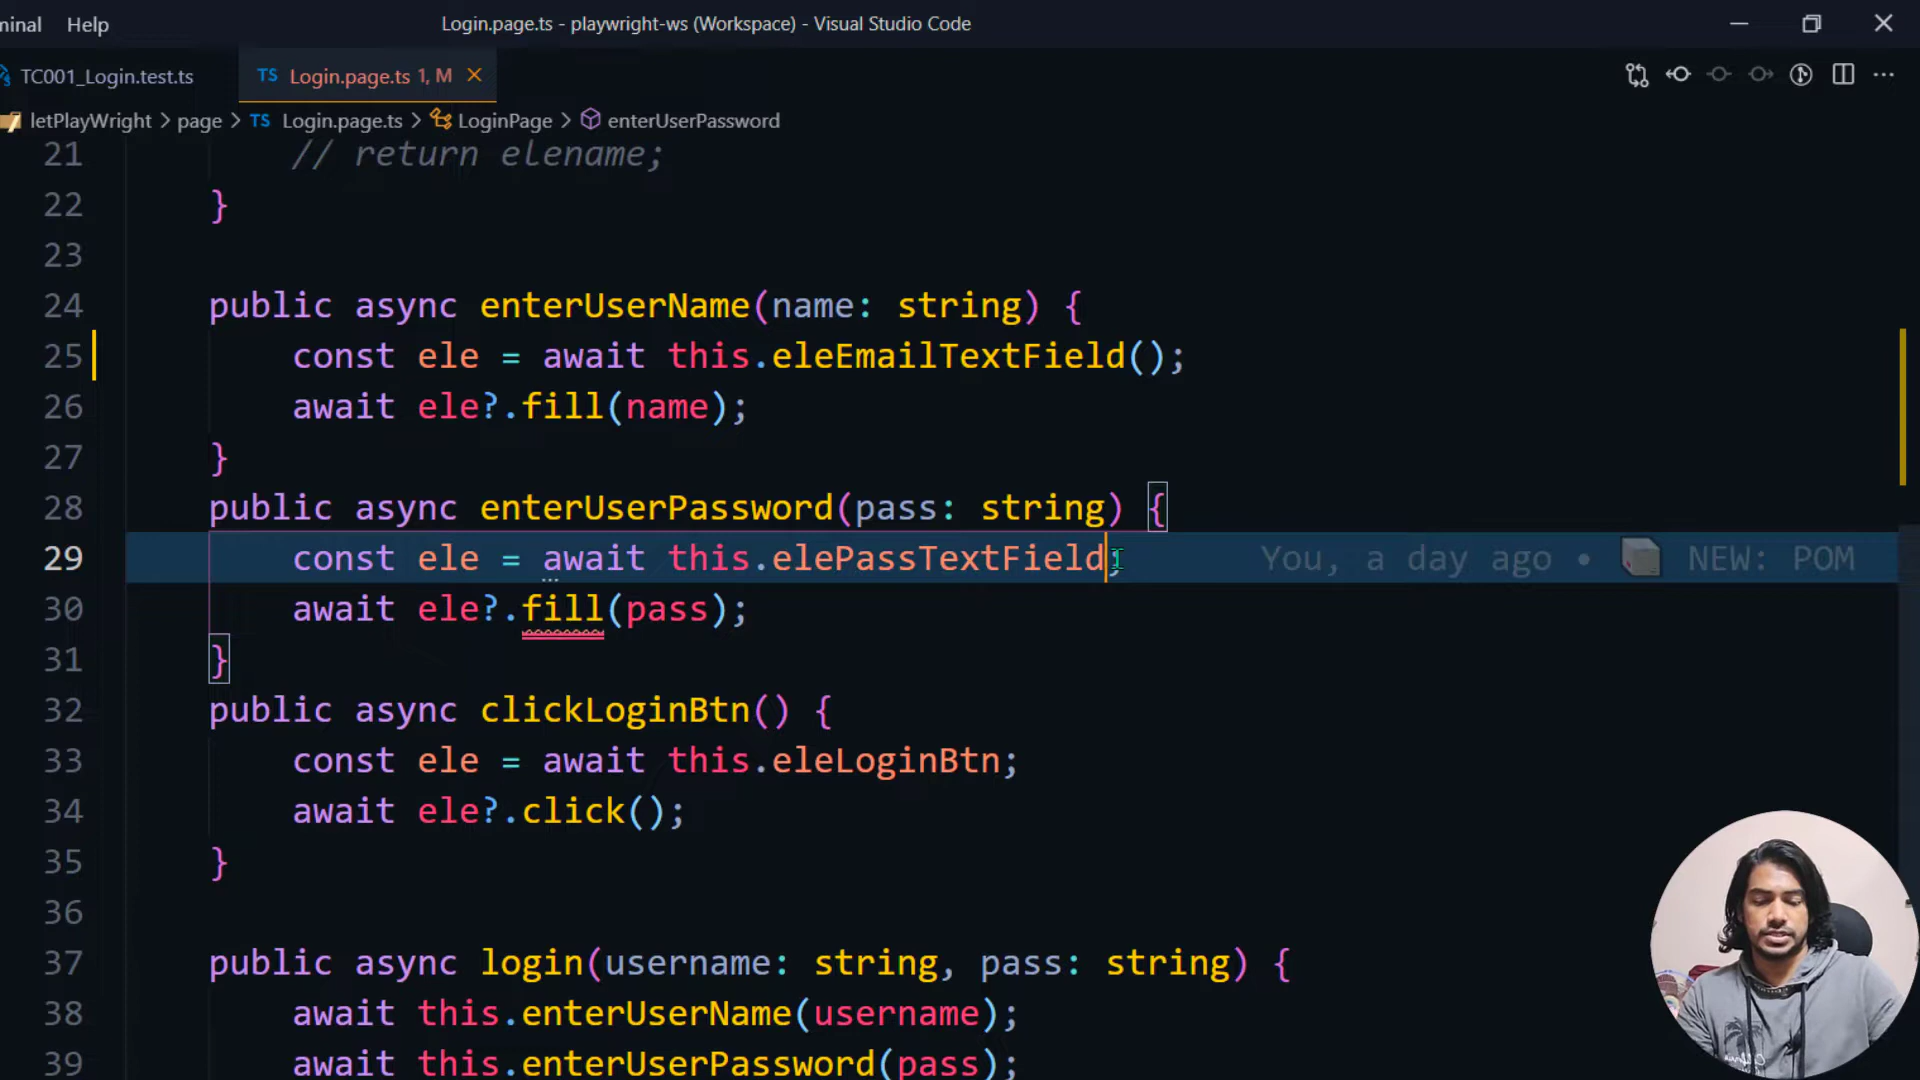 minal Help Login.page.ts - playwright-ws (Workspace) - Visual Studio Code
TC001_Login.test.ts TS Login.page.ts 1, M
letPlayWright > page > TS Login.page.ts > LoginPage > enterUserPassword
21 // return elename;
22 }
23
24 public async enterUserName(name: string) {
25 const ele = await this.eleEmailTextField();
26 await ele?.fill(name);
27 }
28 public async enterUserPassword(pass: string) {
29 const ele = await this.elePassTextField; You, a day ago • NEW: POM
30 await ele?.fill(pass);
31 }
32 public async clickLoginBtn() {
33 const ele = await this.eleLoginBtn;
34 await ele?.click();
35 }
36
37 public async login(username: string, pass: string) {
38 await this.enterUserName(username);
39 await this.enterUserPassword(pass);